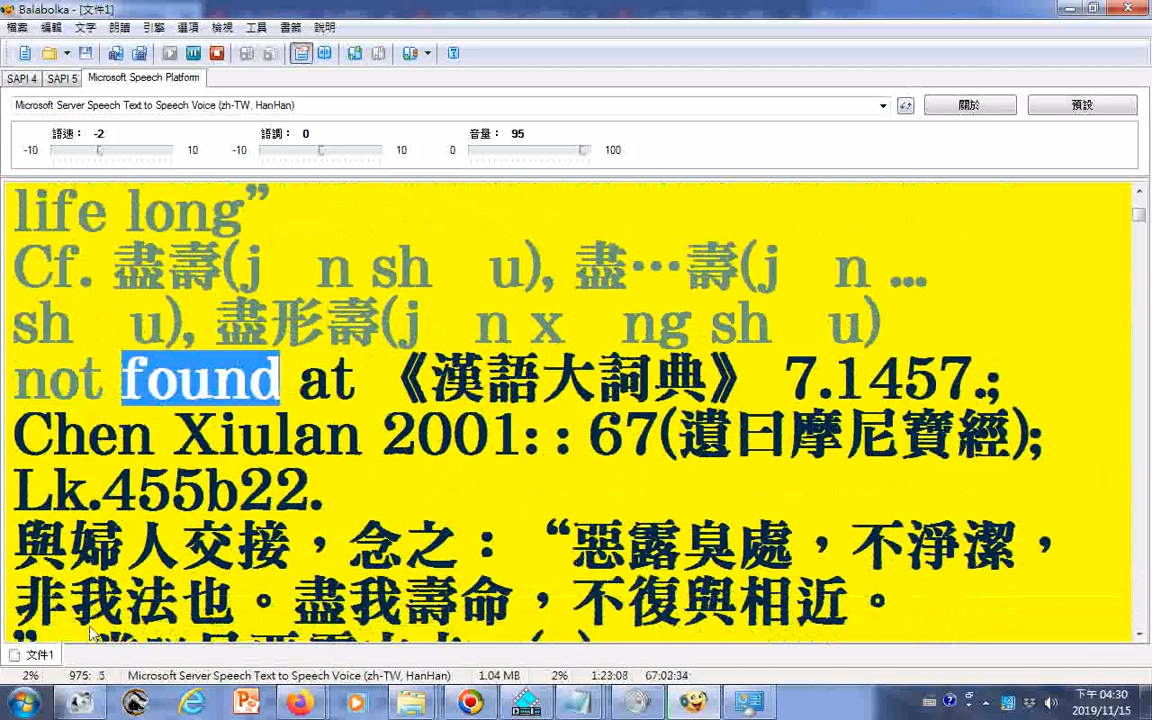 Balabolka - [文件1]
檔案 編輯 文字 朗讀 引擎 選項 檢視 工具 書籤 說明
SAPI 4 SAPI 5 Microsoft Speech Platform
Microsoft Server Speech Text to Speech Voice (zh-TW, HanHan) 關於 預設
語速： -2 語調： 0 音量： 95
-10 10 -10 10 0 100
life long”
Cf. 盡壽(j n sh u), 盡…壽(j n ...
sh u), 盡形壽(j n x ng sh u)
not found at 《漢語大詞典》 7.1457.;
Chen Xiulan 2001: : 67(遺曰摩尼寶經);
Lk.455b22.
與婦人交接，念之：“惡露臭處，不淨潔，
非我法也。盡我壽命，不復與相近。
文件1
2% 975: 5 Microsoft Server Speech Text to Speech Voice (zh-TW, HanHan) 1.04 MB 2% 1:23:08 67:03:34
下午 04:30
2019/11/15